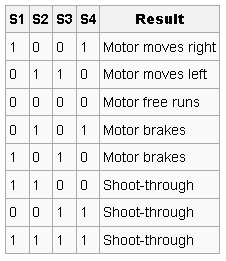 S1 S2 S3 S4 Result
1 0 0 1 Motor moves right
0 1 1 0 Motor moves left
0 0 0 0 Motor free runs
0 1 0 1 Motor brakes
1 0 1 0 Motor brakes
1 1 0 0 Shoot-through
0 0 1 1 Shoot-through
1 1 1 1 Shoot-through